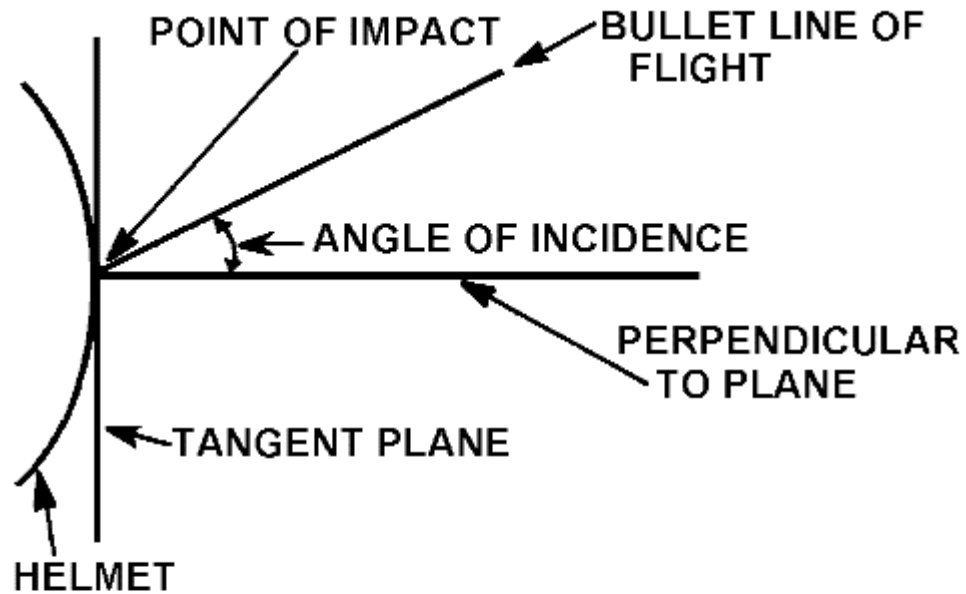 POINT OF IMPACT
BULLET LINE OF
FLIGHT
ANGLE OF INCIDENCE
PERPENDICULAR
TO PLANE
TANGENT PLANE
HELMET